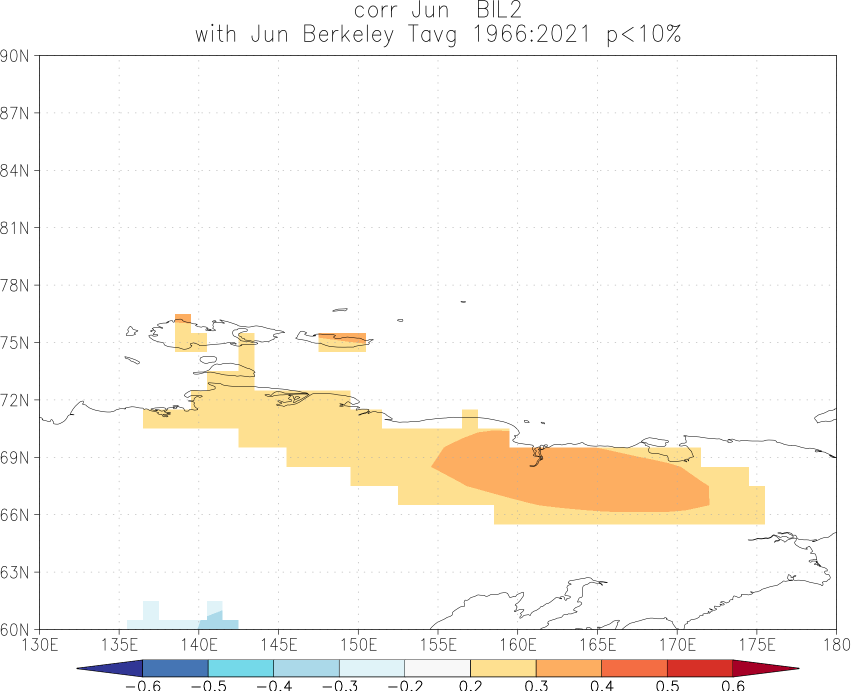 corr Jun  BIL2
with Jun Berkeley Tavg 1966:2021 p<10%
90N
87N
84N
81N
78N
75N
72N
69N
66N
63N
60N
130E 135E 140E 145E 150E 155E 160E 165E 170E 175E 180
-0.6 -0.5 -0.4 -0.3 -0.2 0.2 0.3 0.4 0.5 0.6